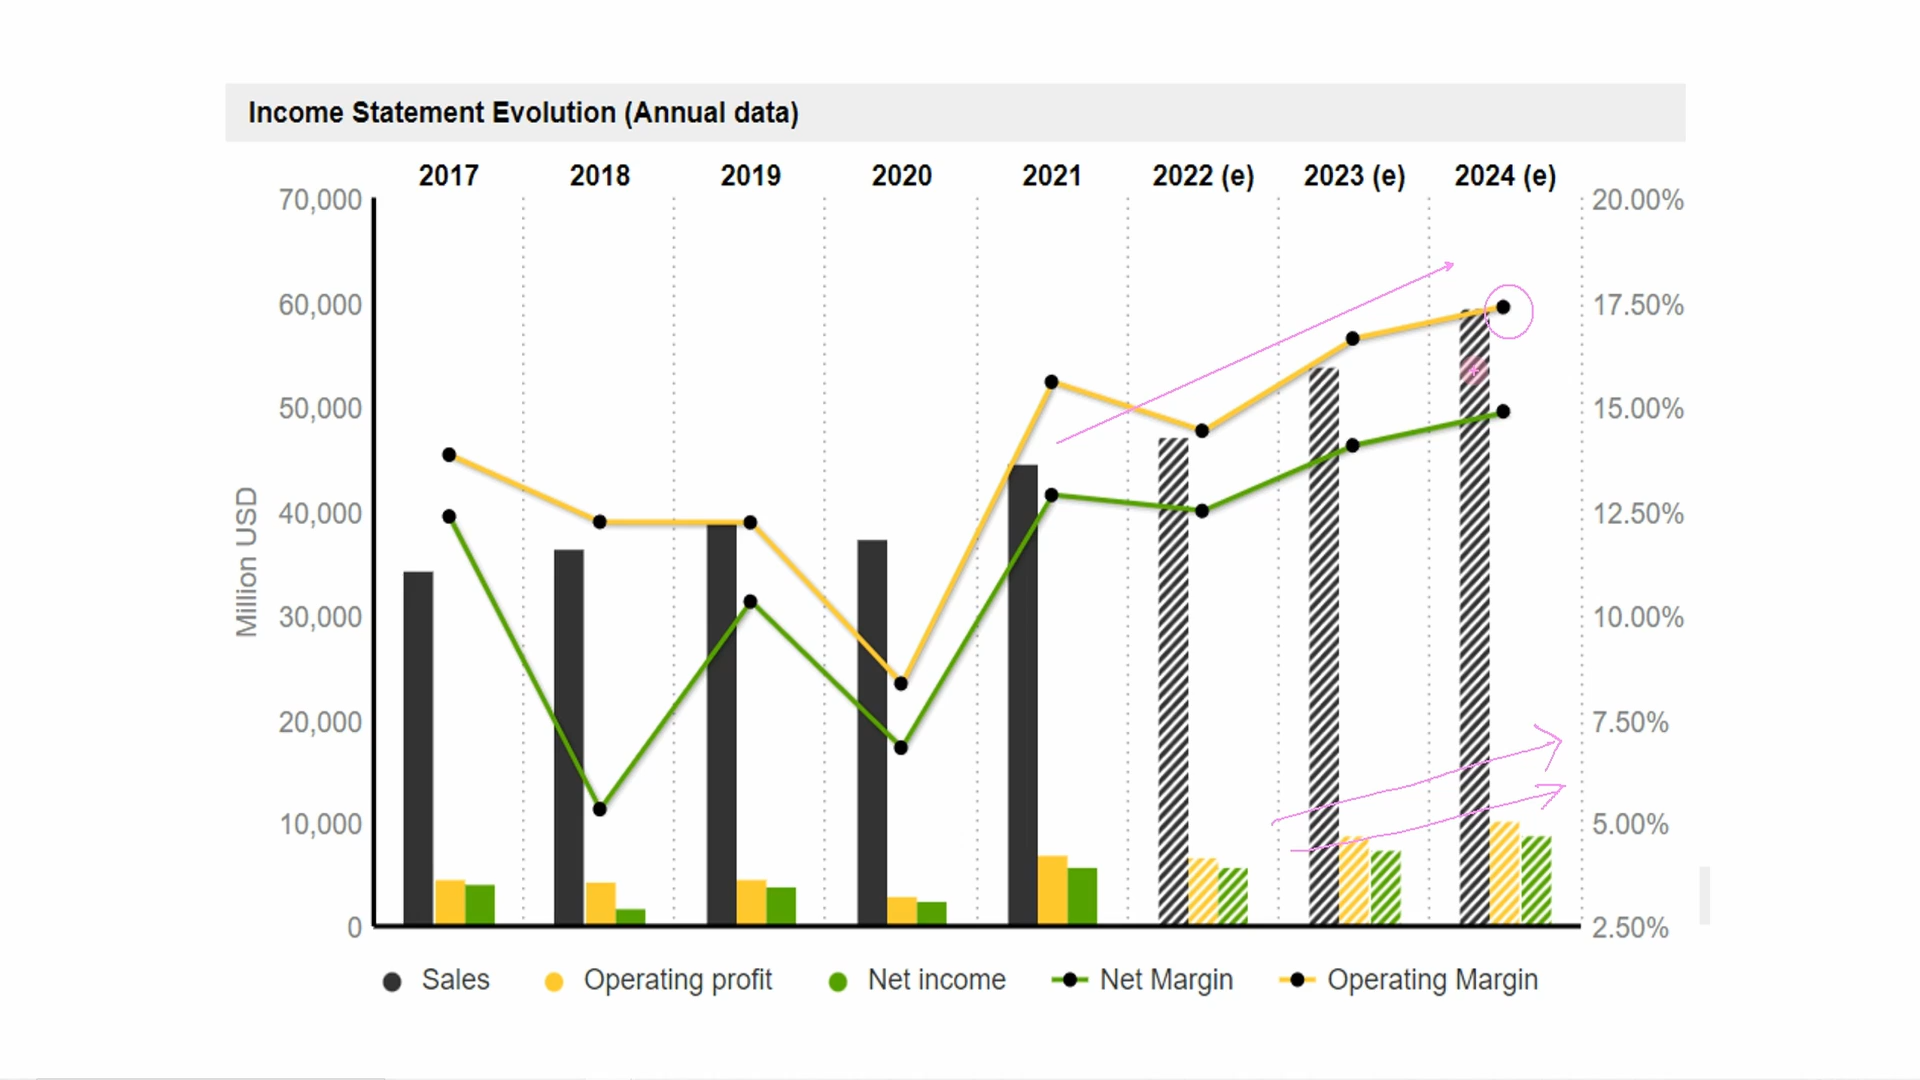 Income Statement Evolution (Annual data)
2017 2018 2019 2020 2021 2022 (e) 2023 (e) 2024 (e)
70,000 20.00%
60,000 17.50%
50,000 15.00%
40,000 12.50%
Million USD
30,000 10.00%
20,000 7.50%
10,000 5.00%
0 2.50%
Sales Operating profit Net income Net Margin Operating Margin